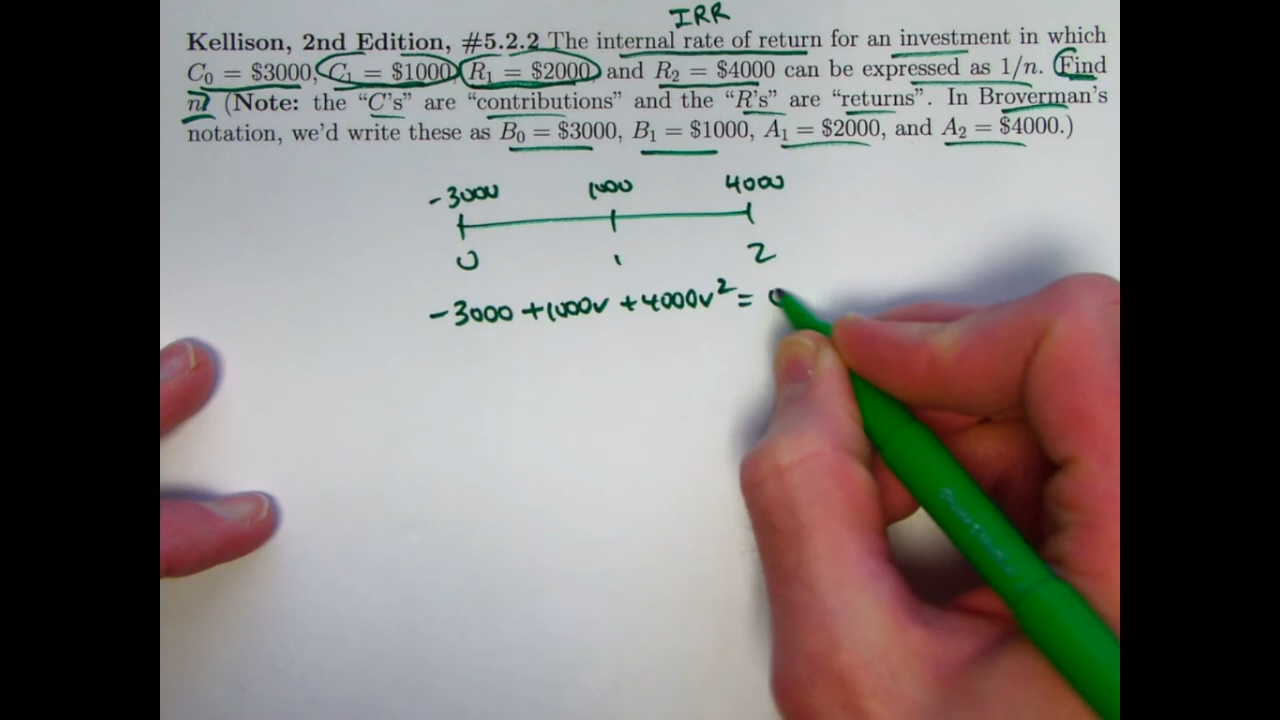 IRR
Kellison, 2nd Edition, #5.2.2 The internal rate of return for an investment in which
C₀ = $3000, C₁ = $1000, R₁ = $2000, and R₂ = $4000 can be expressed as 1/n. Find
n. (Note: the “C's” are “contributions” and the “R's” are “returns”. In Broverman's
notation, we'd write these as B₀ = $3000, B₁ = $1000, A₁ = $2000, and A₂ = $4000.)
-3000 1000 4000
0 1 2
-3000 + 1000v + 4000v² = 0